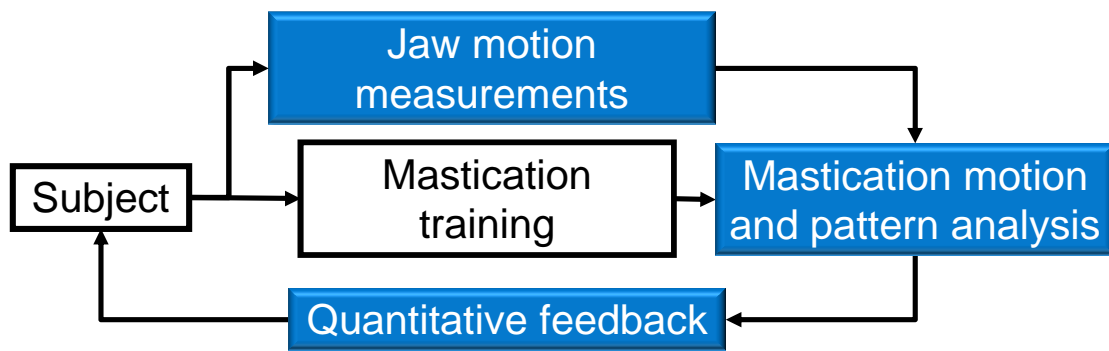 Jaw motion
measurements
Subject
Mastication
training
Mastication motion
and pattern analysis
Quantitative feedback